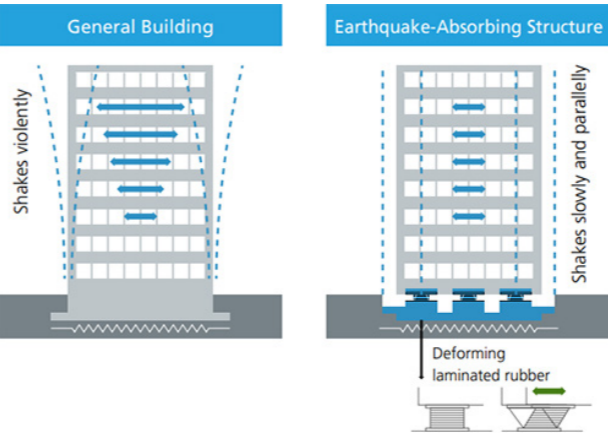 General Building
Earthquake-Absorbing Structure
Shakes violently
Shakes slowly and parallelly
Deforming
laminated rubber